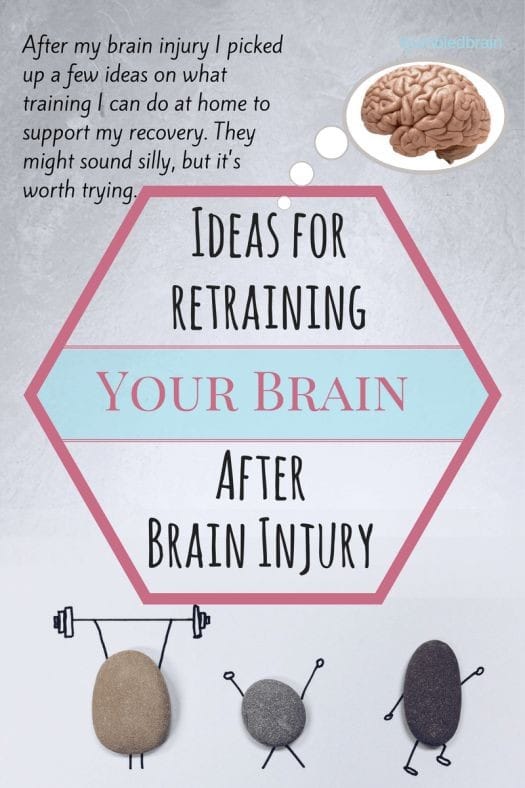 After my brain injury I picked
up a few ideas on what
training I can do at home to
support my recovery. They
might sound silly, but it's
worth trying.
Ideas for
retraining
Your Brain
After
Brain Injury